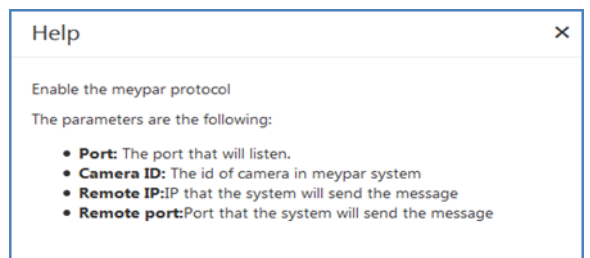 Help ×
Enable the meypar protocol
The parameters are the following:
• Port: The port that will listen.
• Camera ID: The id of camera in meypar system
• Remote IP:IP that the system will send the message
• Remote port:Port that the system will send the message